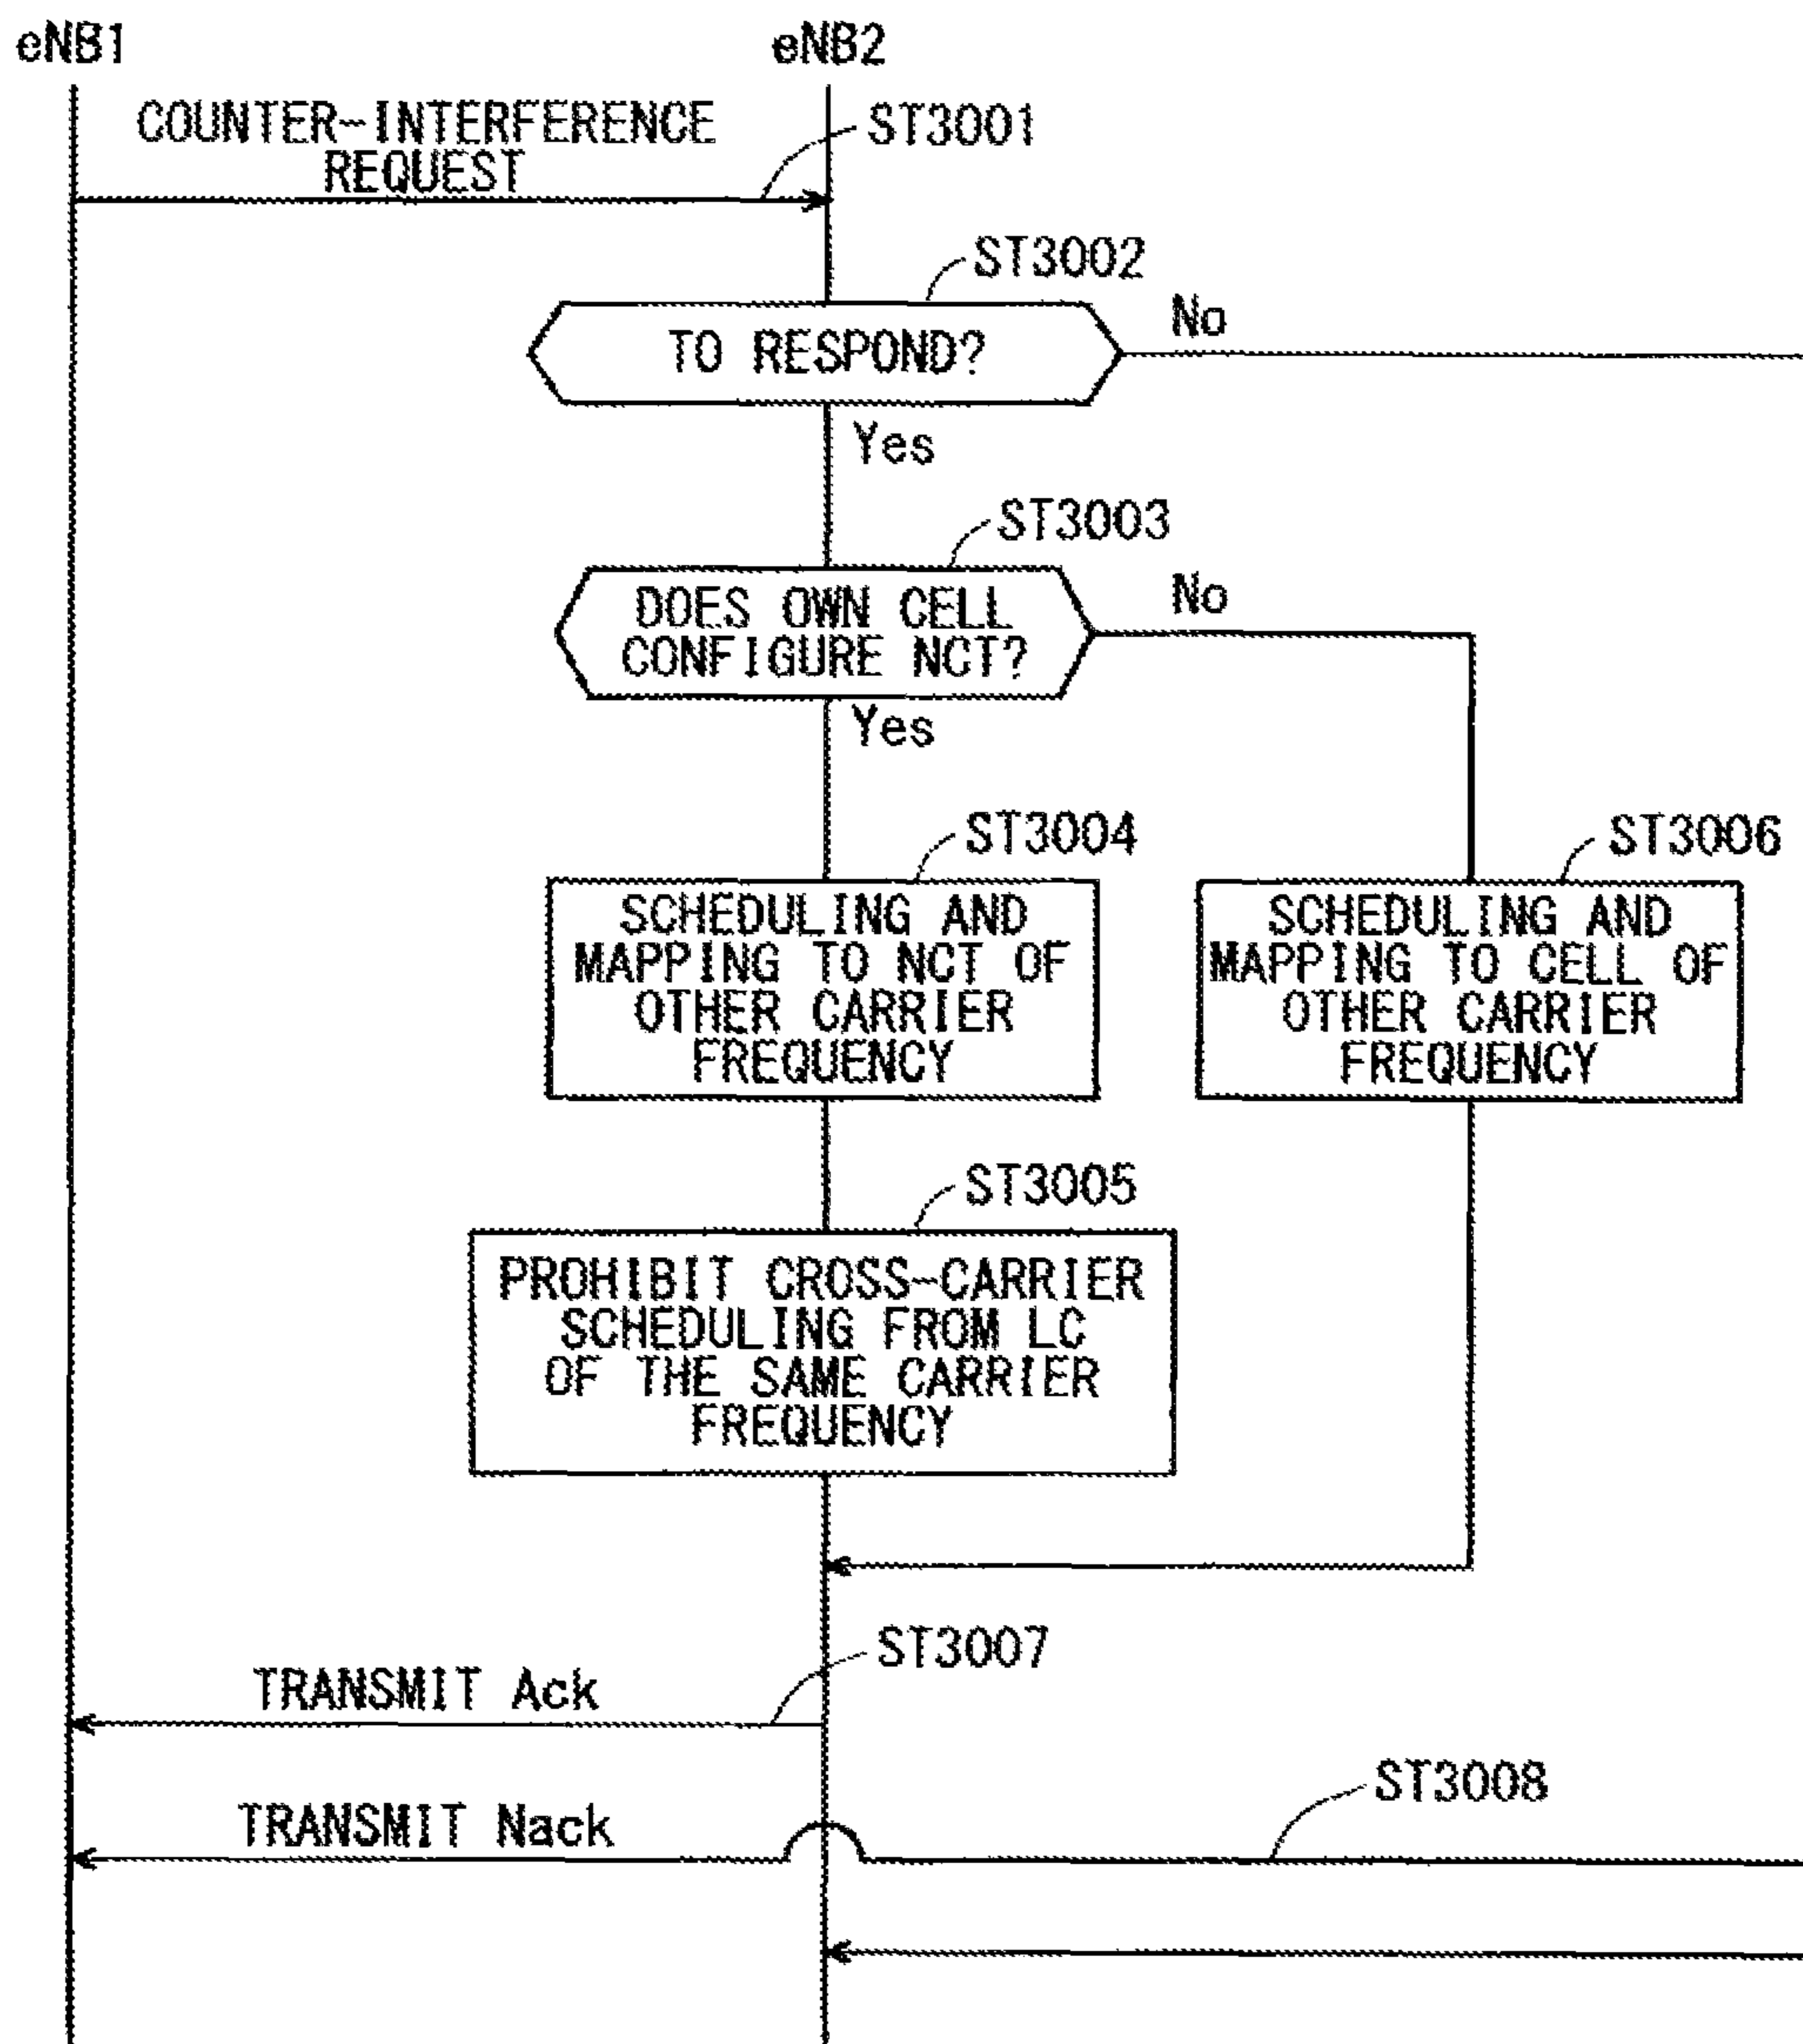 eNB1
eNB2
COUNTER-INTERFERENCE
REQUEST
ST3001
ST3002
TO RESPOND?
No
Yes
ST3003
DOES OWN CELL
CONFIGURE NCT?
No
Yes
ST3004
SCHEDULING AND
MAPPING TO NCT OF
OTHER CARRIER
FREQUENCY
ST3006
SCHEDULING AND
MAPPING TO CELL OF
OTHER CARRIER
FREQUENCY
ST3005
PROHIBIT CROSS-CARRIER
SCHEDULING FROM LC
OF THE SAME CARRIER
FREQUENCY
ST3007
TRANSMIT Ack
ST3008
TRANSMIT Nack